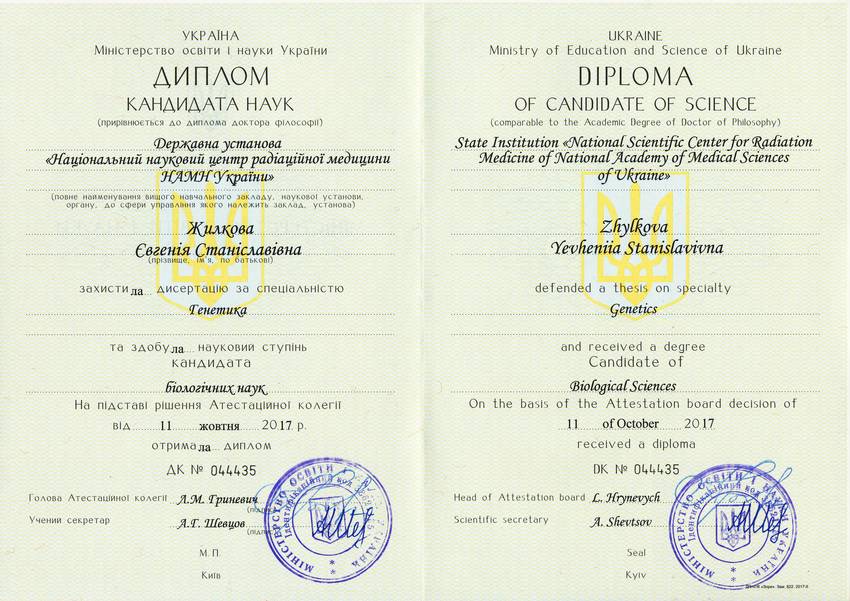 УКРАЇНА
Міністерство освіти і науки України
ДИПЛОМ
КАНДИДАТА НАУК
(прирівнюється до диплома доктора філософії)
Державна установа
«Національний науковий центр радіаційної медицини
НАМН України»
(повне найменування вищого навчального закладу, наукової установи,
органу, до сфери управління якого належить заклад, установа)
Жилкова
Євгенія Станіславівна
(прізвище, ім'я, по батькові)
захистила дисертацію за спеціальністю
Генетика
та здобула науковий ступінь
кандидата
біологічних наук
На підставі рішення Атестаційної колегії
від 11 жовтня 2017 р.
отримала диплом
ДК № 044435
Голова Атестаційної колегії Л.М. Гриневич
Учений секретар А.Г. Шевцов
М.П.
Київ
UKRAINE
Ministry of Education and Science of Ukraine
DIPLOMA
OF CANDIDATE OF SCIENCE
(comparable to the Academic Degree of Doctor of Philosophy)
State Institution «National Scientific Center for Radiation
Medicine of National Academy of Medical Sciences
of Ukraine»
Zhylkova
Yevheniia Stanislavivna
defended a thesis on specialty
Genetics
and received a degree
Candidate of
Biological Sciences
On the basis of the Attestation board decision of
11 of October 2017
received a diploma
DK № 044435
Head of Attestation board L. Hrynevych
Scientific secretary A. Shevtsov
Seal
Kyiv